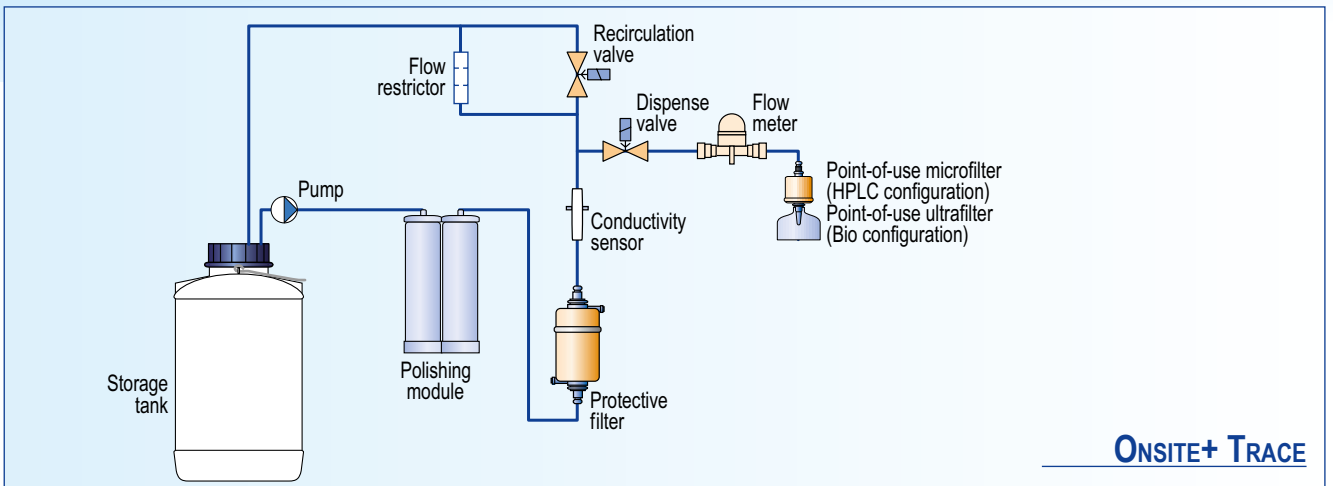 Recirulation
valve
Flow
restrictor
Dispense
valve
Flow
meter
Point-of-use microfilter
(HPLC configuration)
Point-of-use ultrafilter
(Bio configuration)
Pump
Conductivity
sensor
Storage
tank
Polishing
module
Protective
filter
ONSITE+ TRACE